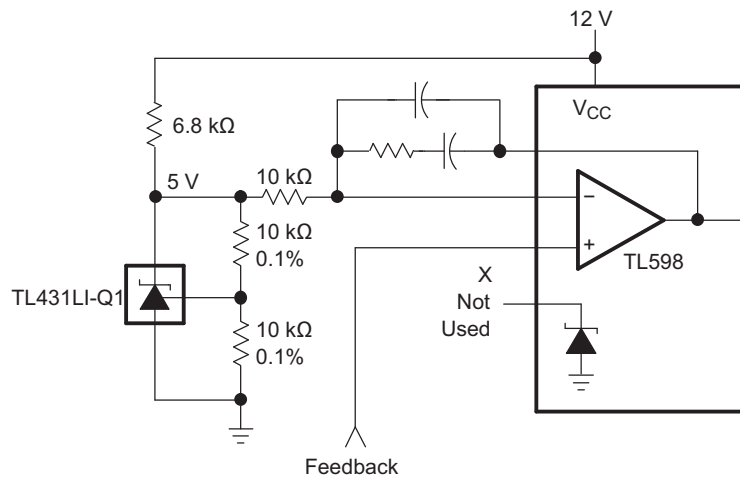 12 V
V_CC
6.8 kΩ
5 V
10 kΩ
10 kΩ
0.1%
−
+
TL598
TL431LI-Q1
X
Not
Used
10 kΩ
0.1%
Feedback